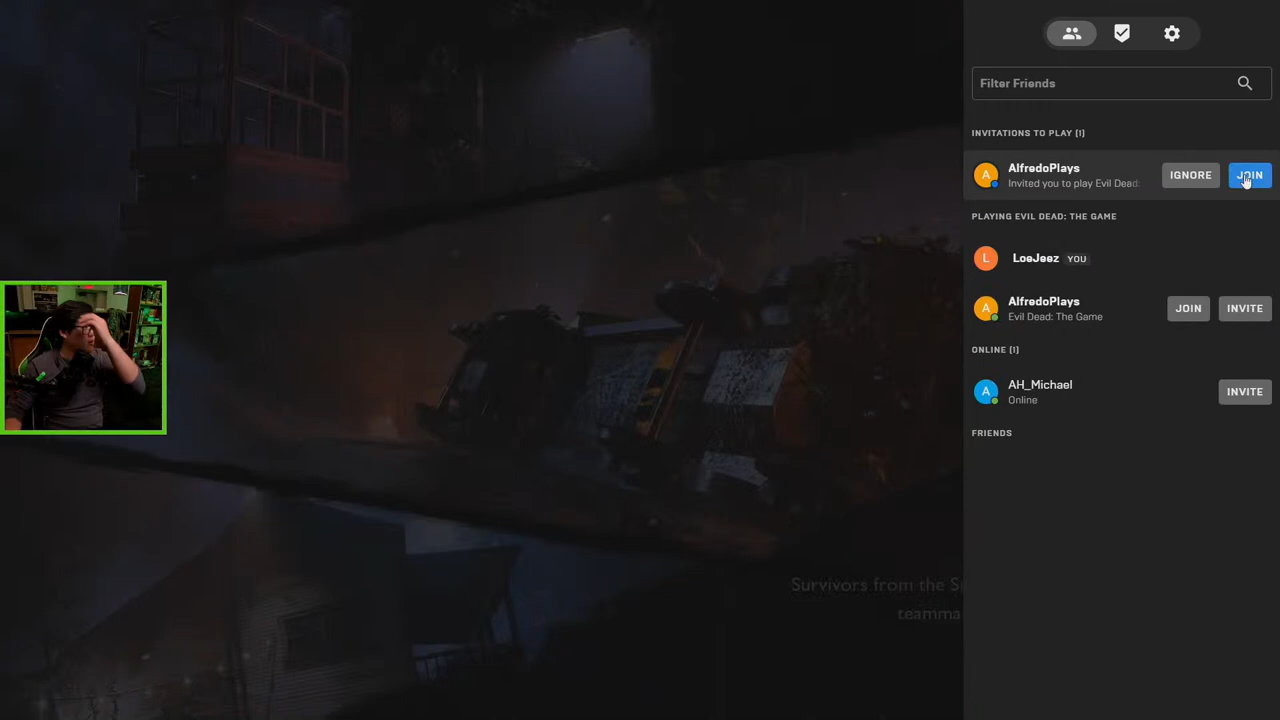 Filter Friends
INVITATIONS TO PLAY [1]
A
AlfredoPlays
Invited you to play Evil Dead:
IGNORE
JOIN
PLAYING EVIL DEAD: THE GAME
L
LoeJeez YOU
A
AlfredoPlays
Evil Dead: The Game
JOIN
INVITE
ONLINE [1]
A
AH_Michael
Online
INVITE
FRIENDS
Survivors from the
teamma